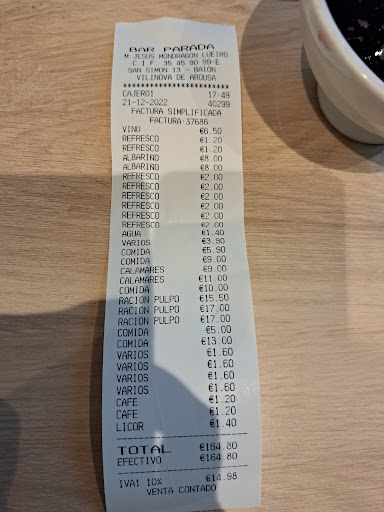 BAR PARADA
M.JESUS MONDRAGON LUEIRO
C.I.F. 35 45 90 99-E
SAN SIMON 13 - BAION
VILINOVA DE AROUSA
*************************
CAJERO1 17:49
21-12-2022 40299
FACTURA SIMPLIFICADA
FACTURA:37686
VINO €6.50
REFRESCO €1.20
REFRESCO €1.20
ALBARIÑO €8.00
ALBARIÑO €8.00
REFRESCO €2.00
REFRESCO €2.00
REFRESCO €2.00
REFRESCO €2.00
REFRESCO €2.00
AGUA €1.40
VARIOS €3.90
COMIDA €5.90
COMIDA €9.00
CALAMARES €9.00
CALAMARES €11.00
COMIDA €10.00
RACION PULPO €15.50
RACION PULPO €17.00
RACION PULPO €17.00
COMIDA €5.00
COMIDA €13.00
VARIOS €1.60
VARIOS €1.60
VARIOS €1.60
VARIOS €1.60
CAFE €1.20
CAFE €1.20
LICOR €1.40
TOTAL €164.80
EFECTIVO €164.80
IVA1 10% €14.98
VENTA CONTADO